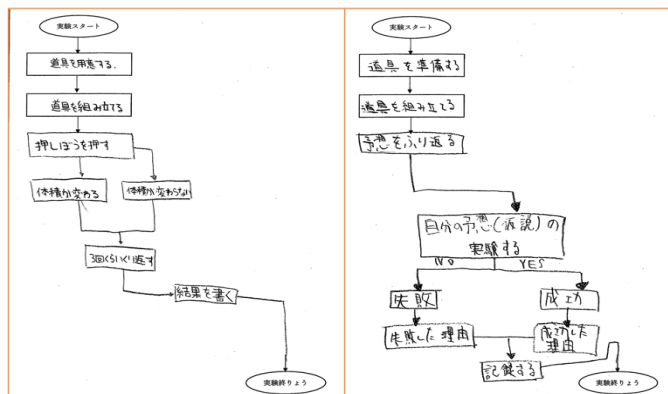 実験スタート
道具を用意する.
道具を組み立てる
押しぼうを押す
体積が変わる
体積が変わらない
3回くらいくり返す
結果を書く
実験終りょう
実験スタート
道具を準備する
道具を組み立てる
予想をふり返る
自分の予想(仮説)の
実験する
NO
YES
失敗
成功
失敗した理由
成功した
理由
記録する
実験終りょう